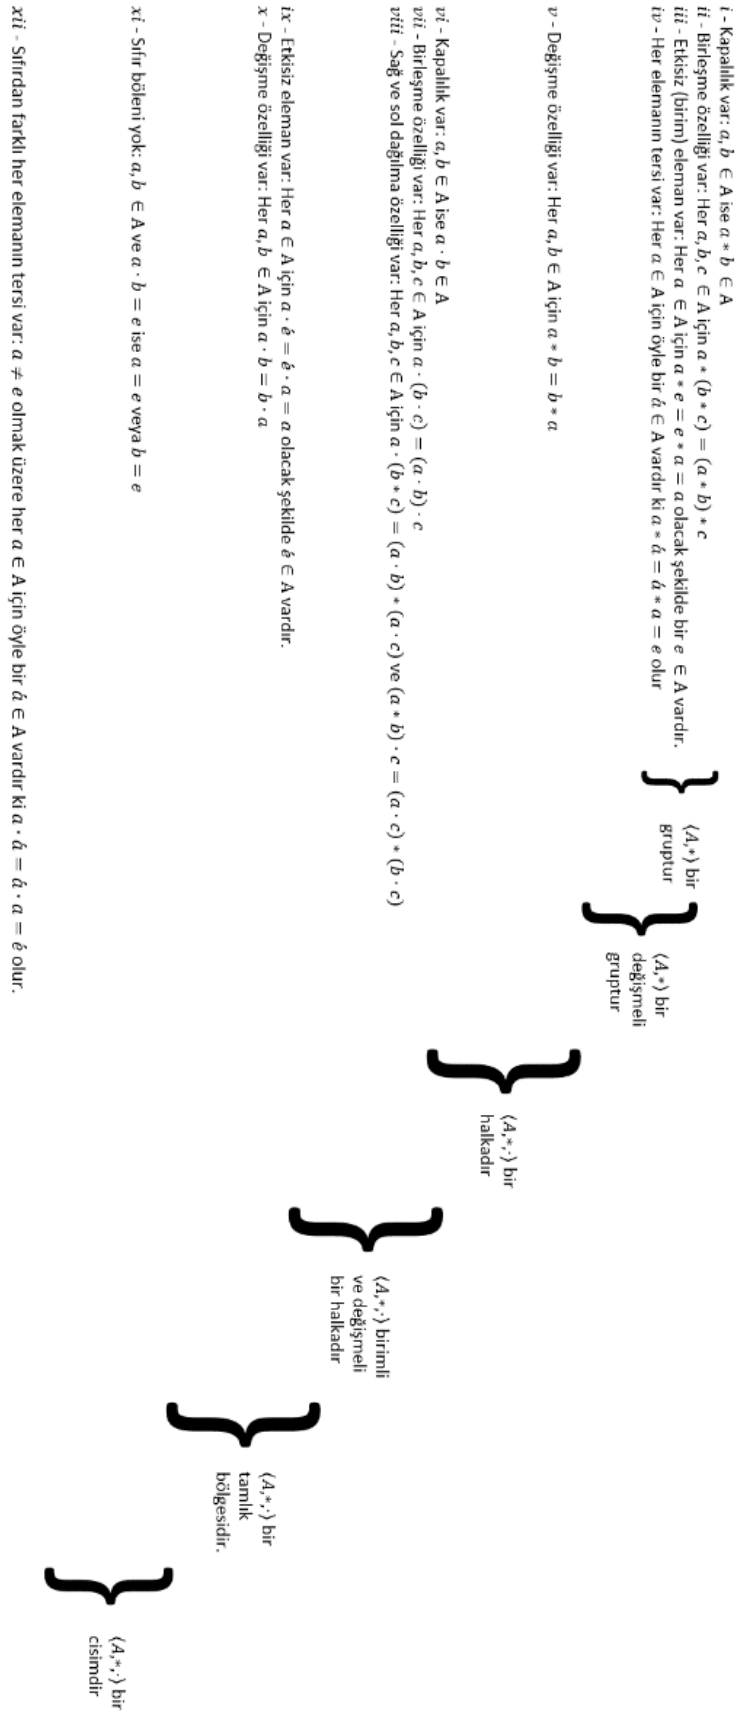 i - Kapalılık var: a, b ∈ A ise a * b ∈ A
ii - Birleşme özelliği var: Her a, b, c ∈ A için a * (b * c) = (a * b) * c
iii - Etkisiz (birim) eleman var: Her a ∈ A için a * e = e * a = a olacak şekilde bir e ∈ A vardır.
iv - Her elemanın tersi var: Her a ∈ A için öyle bir á ∈ A vardır ki a * á = á * a = e olur
(A,*) bir
gruptur
v - Değişme özelliği var: Her a, b ∈ A için a * b = b * a
(A,*) bir
değişmeli
gruptur
vi - Kapalılık var: a, b ∈ A ise a · b ∈ A
vii - Birleşme özelliği var: Her a, b, c ∈ A için a · (b · c) = (a · b) · c
viii - Sağ ve sol dağılma özelliği var: Her a, b, c ∈ A için a · (b * c) = (a · b) * (a · c) ve (a * b) · c = (a · c) * (b · c)
(A,*,·) bir
halkadır
ix - Etkisiz eleman var: Her a ∈ A için a · é = é · a = a olacak şekilde é ∈ A vardır.
x - Değişme özelliği var: Her a, b ∈ A için a · b = b · a
(A,*,·) birimli
ve değişmeli
bir halkadır
xi - Sıfır böleni yok: a, b ∈ A ve a · b = e ise a = e veya b = e
(A,*,·) bir
tamlık
bölgesidir.
xii - Sıfırdan farklı her elemanın tersi var: a ≠ e olmak üzere her a ∈ A için öyle bir á ∈ A vardır ki a · á = á · a = é olur.
(A,*,·) bir
cisimdir